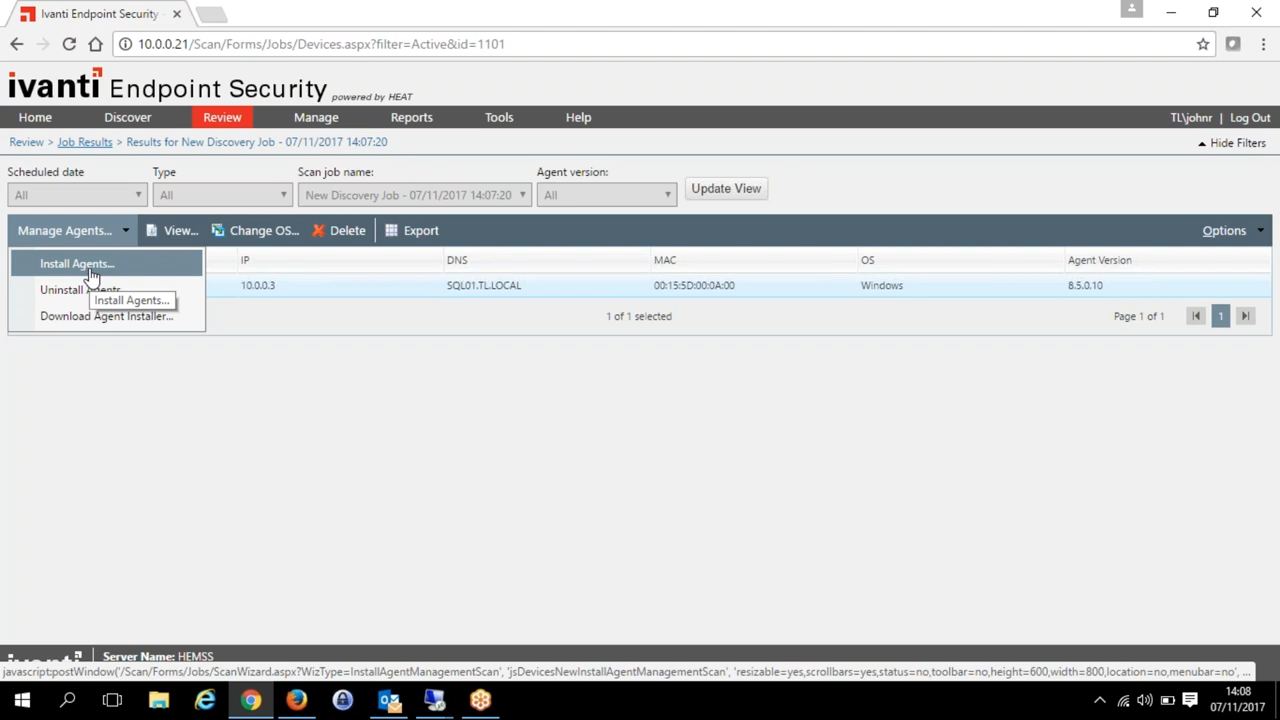 Ivanti Endpoint Security
10.0.0.21/Scan/Forms/Jobs/Devices.aspx?filter=Active&id=1101
ivanti Endpoint Security powered by HEAT
Home Discover Review Manage Reports Tools Help TL\johnr | Log Out
Review > Job Results > Results for New Discovery Job - 07/11/2017 14:07:20 Hide Filters
Scheduled date Type Scan job name: Agent version:
All All New Discovery Job - 07/11/2017 14:07:20 All Update View
Manage Agents... View... Change OS... Delete Export Options
Install Agents... IP DNS MAC OS Agent Version
Uninstall Agents... 10.0.0.3 SQL01.TL.LOCAL 00:15:5D:00:0A:00 Windows 8.5.0.10
Install Agents...
Download Agent Installer... 1 of 1 selected Page 1 of 1 1
ivanti Server Name: HEMSS
javascript:postWindow('/Scan/Forms/Jobs/ScanWizard.aspx?WizType=InstallAgentManagementScan', 'jsDevicesNewInstallAgentManagementScan', 'resizable=yes,scrollbars=yes,status=no,toolbar=no,height=600,width=800,location=no,menubar=no', ...
14:08
07/11/2017